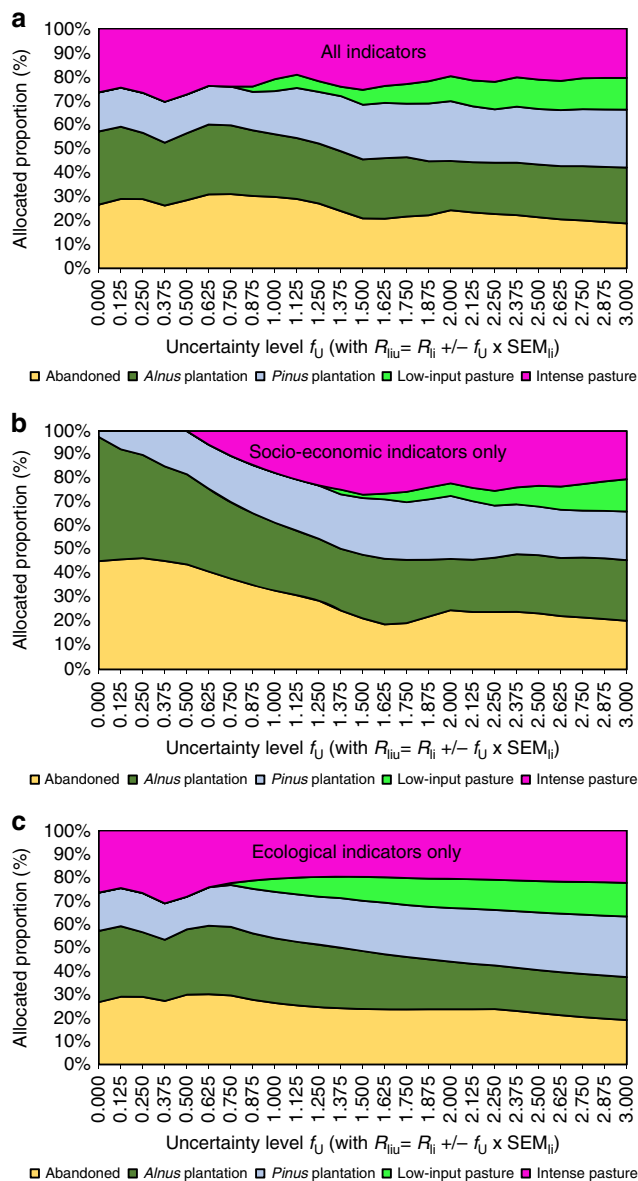 a
100%
90%
80%
70%
60%
50%
40%
30%
20%
10%
0%
Allocated proportion (%)
All indicators
0.000 0.125 0.250 0.375 0.500 0.625 0.750 0.875 1.000 1.125 1.250 1.375 1.500 1.625 1.750 1.875 2.000 2.125 2.250 2.375 2.500 2.625 2.750 2.875 3.000
Uncertainty level fU (with Rliu= Rli +/− fU x SEMli)
Abandoned Alnus plantation Pinus plantation Low-input pasture Intense pasture
b
100%
90%
80%
70%
60%
50%
40%
30%
20%
10%
0%
Allocated proportion (%)
Socio-economic indicators only
0.000 0.125 0.250 0.375 0.500 0.625 0.750 0.875 1.000 1.125 1.250 1.375 1.500 1.625 1.750 1.875 2.000 2.125 2.250 2.375 2.500 2.625 2.750 2.875 3.000
Uncertainty level fU (with Rliu= Rli +/− fU x SEMli)
Abandoned Alnus plantation Pinus plantation Low-input pasture Intense pasture
c
100%
90%
80%
70%
60%
50%
40%
30%
20%
10%
0%
Allocated proportion (%)
Ecological indicators only
0.000 0.125 0.250 0.375 0.500 0.625 0.750 0.875 1.000 1.125 1.250 1.375 1.500 1.625 1.750 1.875 2.000 2.125 2.250 2.375 2.500 2.625 2.750 2.875 3.000
Uncertainty level fU (with Rliu= Rli +/− fU x SEMli)
Abandoned Alnus plantation Pinus plantation Low-input pasture Intense pasture